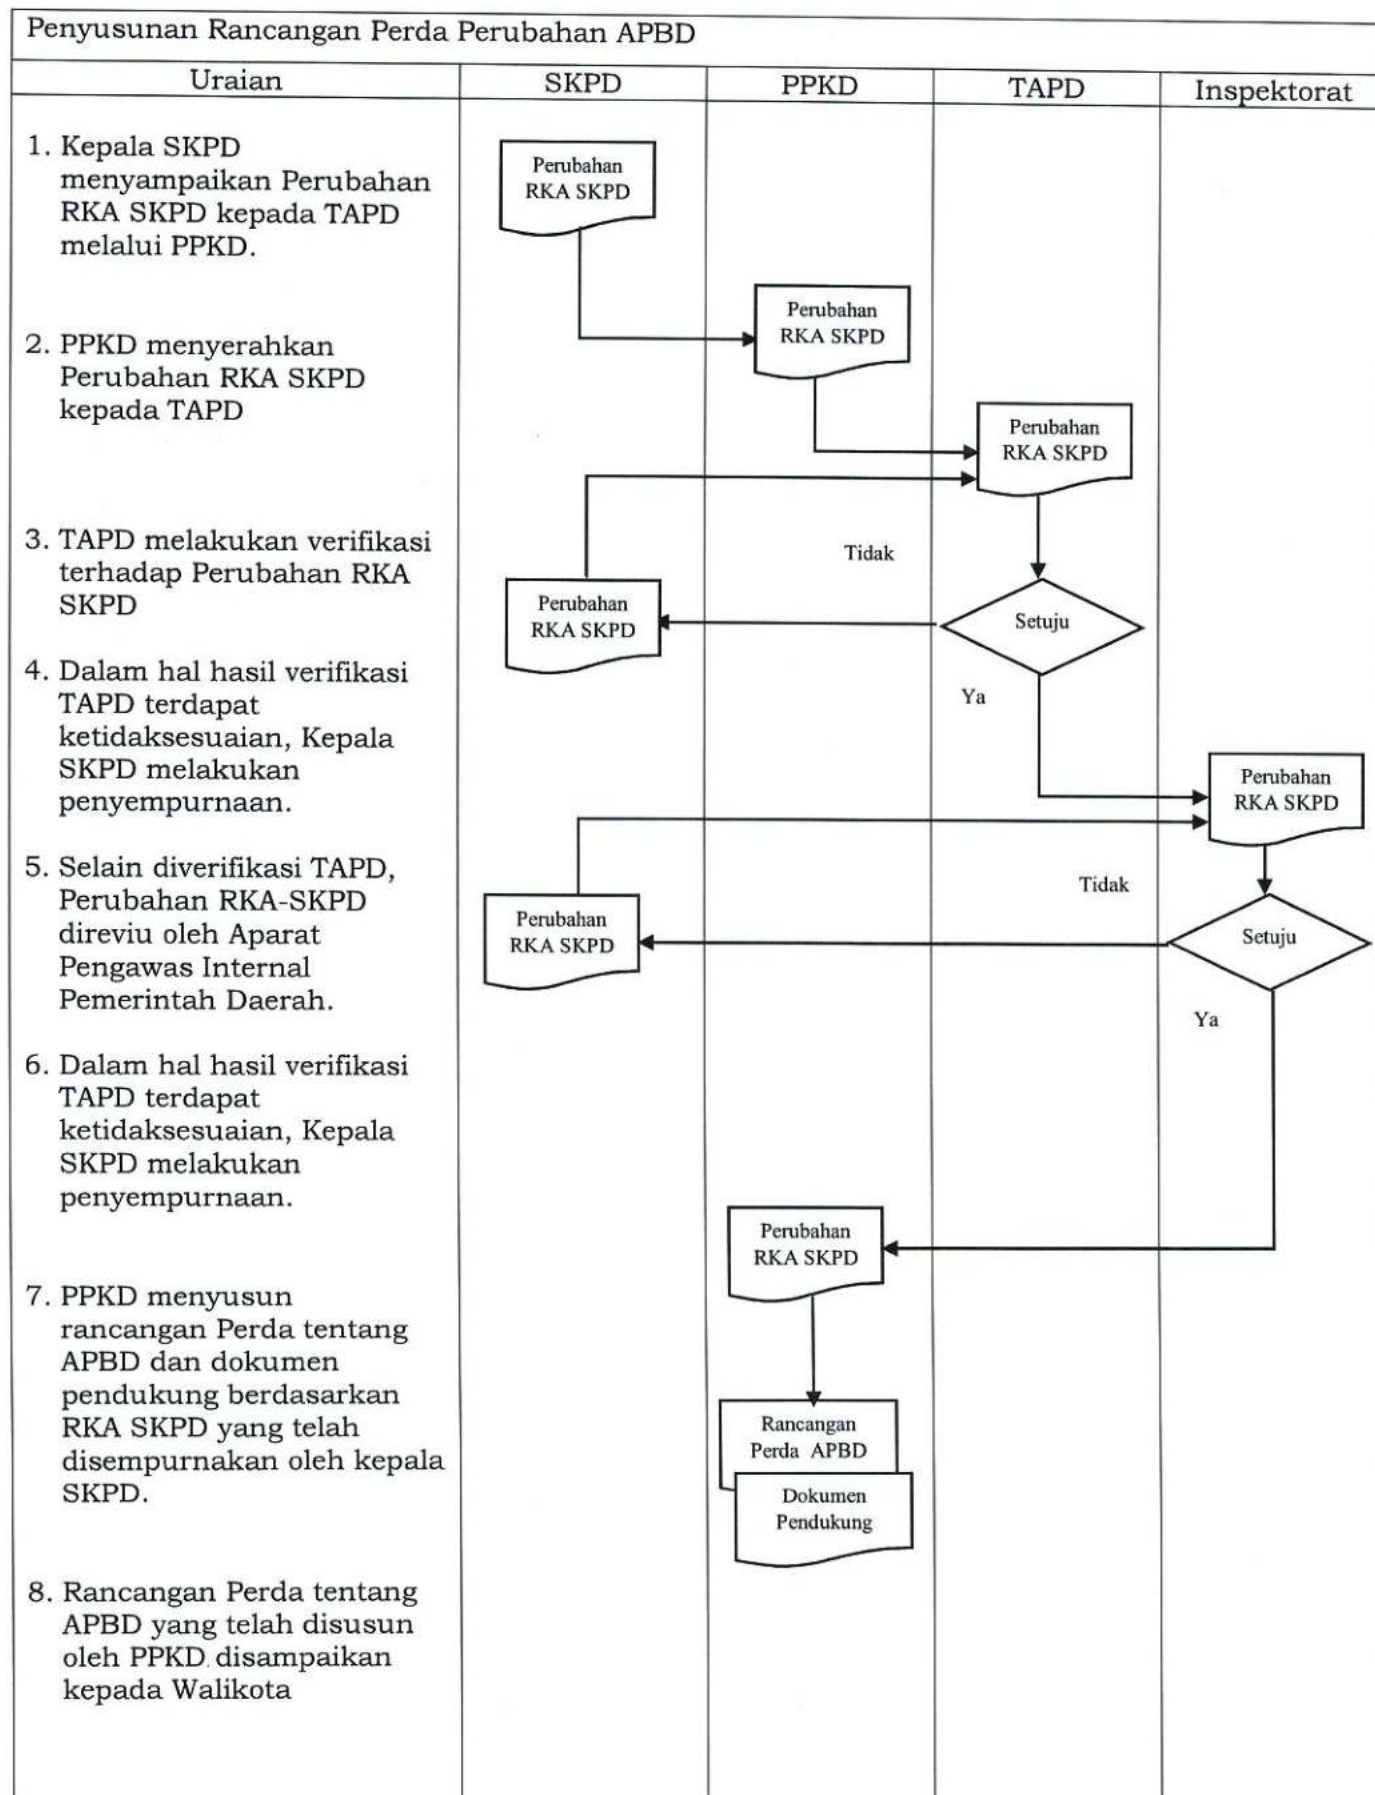 Penyusunan Rancangan Perda Perubahan APBD
Uraian
SKPD
PPKD
TAPD
Inspektorat
1. Kepala SKPD
menyampaikan Perubahan
RKA SKPD kepada TAPD
melalui PPKD.
Perubahan
RKA SKPD
Perubahan
RKA SKPD
2. PPKD menyerahkan
Perubahan RKA SKPD
kepada TAPD
Perubahan
RKA SKPD
3. TAPD melakukan verifikasi
terhadap Perubahan RKA
SKPD
Tidak
Perubahan
RKA SKPD
Setuju
4. Dalam hal hasil verifikasi
TAPD terdapat
ketidaksesuaian, Kepala
SKPD melakukan
penyempurnaan.
Ya
Perubahan
RKA SKPD
5. Selain diverifikasi TAPD,
Perubahan RKA-SKPD
direviu oleh Aparat
Pengawas Internal
Pemerintah Daerah.
Tidak
Perubahan
RKA SKPD
Setuju
Ya
6. Dalam hal hasil verifikasi
TAPD terdapat
ketidaksesuaian, Kepala
SKPD melakukan
penyempurnaan.
Perubahan
RKA SKPD
7. PPKD menyusun
rancangan Perda tentang
APBD dan dokumen
pendukung berdasarkan
RKA SKPD yang telah
disempurnakan oleh kepala
SKPD.
Rancangan
Perda APBD
Dokumen
Pendukung
8. Rancangan Perda tentang
APBD yang telah disusun
oleh PPKD disampaikan
kepada Walikota